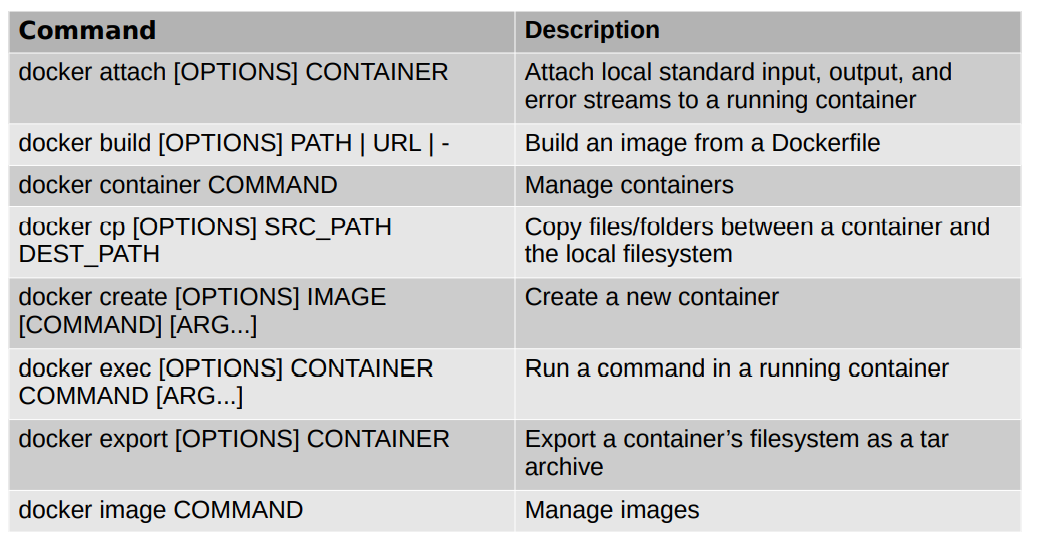 Command Description
docker attach [OPTIONS] CONTAINER Attach local standard input, output, and
error streams to a running container
docker build [OPTIONS] PATH | URL | - Build an image from a Dockerfile
docker container COMMAND Manage containers
docker cp [OPTIONS] SRC_PATH Copy files/folders between a container and
DEST_PATH the local filesystem
docker create [OPTIONS] IMAGE Create a new container
[COMMAND] [ARG...]
docker exec [OPTIONS] CONTAINER Run a command in a running container
COMMAND [ARG...]
docker export [OPTIONS] CONTAINER Export a container’s filesystem as a tar
archive
docker image COMMAND Manage images